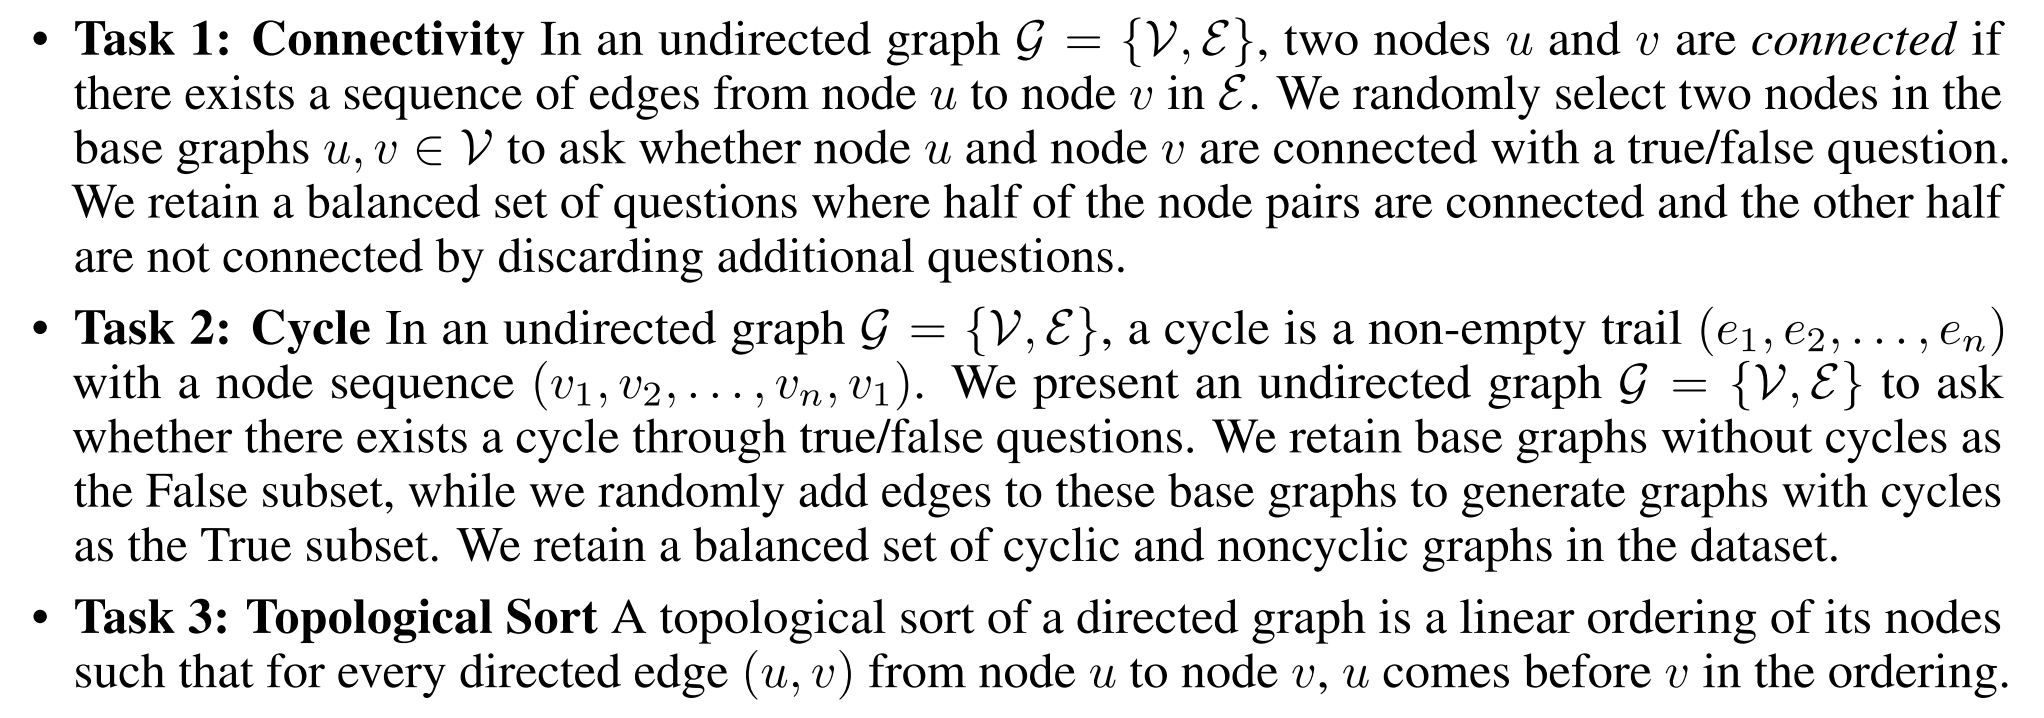 • Task 1: Connectivity In an undirected graph 𝒢 = {𝒱, ℰ}, two nodes u and v are connected if
there exists a sequence of edges from node u to node v in ℰ. We randomly select two nodes in the
base graphs u, v ∈ 𝒱 to ask whether node u and node v are connected with a true/false question.
We retain a balanced set of questions where half of the node pairs are connected and the other half
are not connected by discarding additional questions.
• Task 2: Cycle In an undirected graph 𝒢 = {𝒱, ℰ}, a cycle is a non-empty trail (e₁, e₂, . . . , eₙ)
with a node sequence (v₁, v₂, . . . , vₙ, v₁). We present an undirected graph 𝒢 = {𝒱, ℰ} to ask
whether there exists a cycle through true/false questions. We retain base graphs without cycles as
the False subset, while we randomly add edges to these base graphs to generate graphs with cycles
as the True subset. We retain a balanced set of cyclic and noncyclic graphs in the dataset.
• Task 3: Topological Sort A topological sort of a directed graph is a linear ordering of its nodes
such that for every directed edge (u, v) from node u to node v, u comes before v in the ordering.